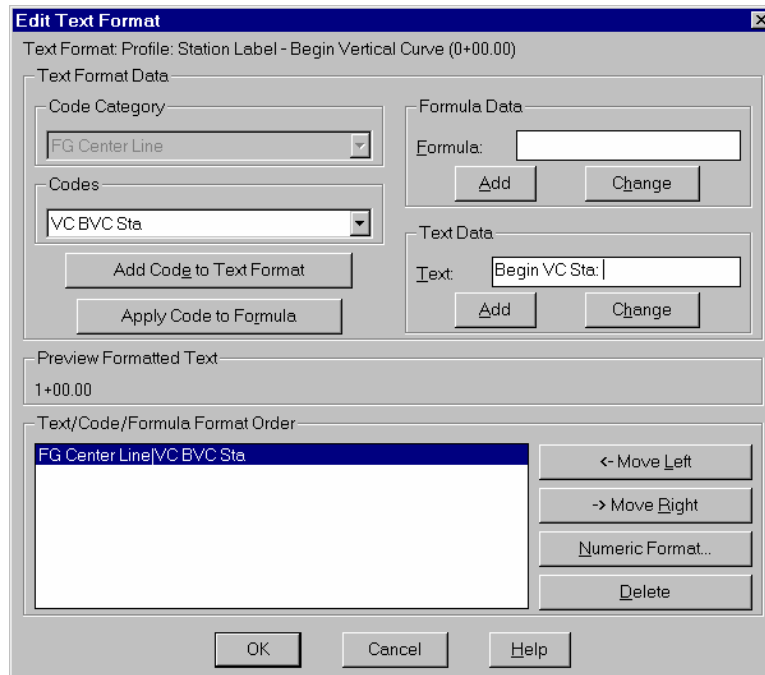 Edit Text Format
Text Format: Profile: Station Label - Begin Vertical Curve (0+00.00)
Text Format Data
Code Category
FG Center Line
Codes
VC BVC Sta
Add Code to Text Format
Apply Code to Formula
Formula Data
Formula:
Add Change
Text Data
Text: Begin VC Sta:
Add Change
Preview Formatted Text
1+00.00
Text/Code/Formula Format Order
FG Center Line|VC BVC Sta
<- Move Left
-> Move Right
Numeric Format...
Delete
OK Cancel Help